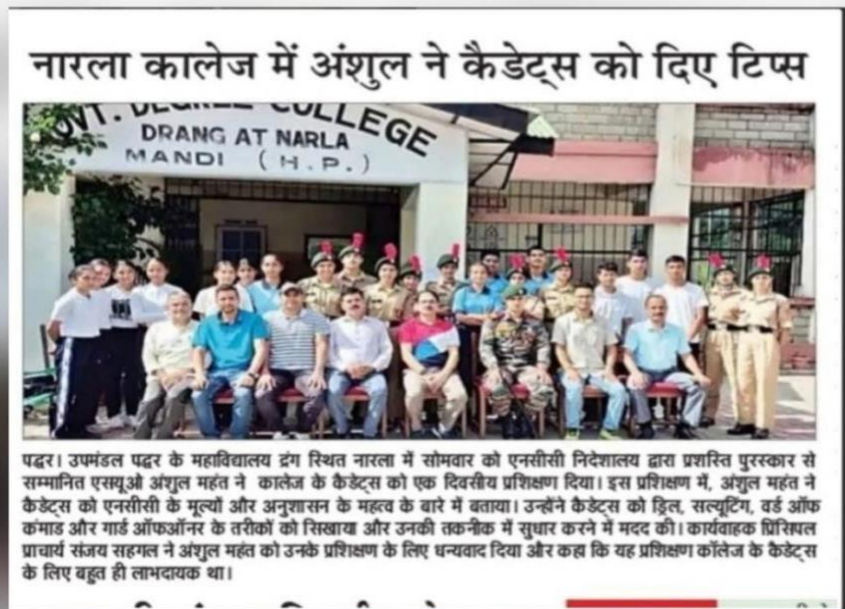 नारला कालेज में अंशुल ने कैडेट्स को दिए टिप्स
GOVT. DEGREE COLLEGE
DRANG AT NARLA
MANDI (H.P.)
पद्धर। उपमंडल पद्धर के महाविद्यालय द्रंग स्थित नारला में सोमवार को एनसीसी निदेशालय द्वारा प्रशस्ति पुरस्कार से
सम्मानित एसयूओ अंशुल महंत ने कालेज के कैडेट्स को एक दिवसीय प्रशिक्षण दिया। इस प्रशिक्षण में, अंशुल महंत ने
कैडेट्स को एनसीसी के मूल्यों और अनुशासन के महत्व के बारे में बताया। उन्होंने कैडेट्स को ड्रिल, सल्यूटिंग, वर्ड ऑफ
कंमाड और गार्ड ऑफऑनर के तरीकों को सिखाया और उनकी तकनीक में सुधार करने में मदद की। कार्यवाहक प्रिंसिपल
प्राचार्य संजय सहगल ने अंशुल महंत को उनके प्रशिक्षण के लिए धन्यवाद दिया और कहा कि यह प्रशिक्षण कॉलेज के कैडेट्स
के लिए बहुत ही लाभदायक था।